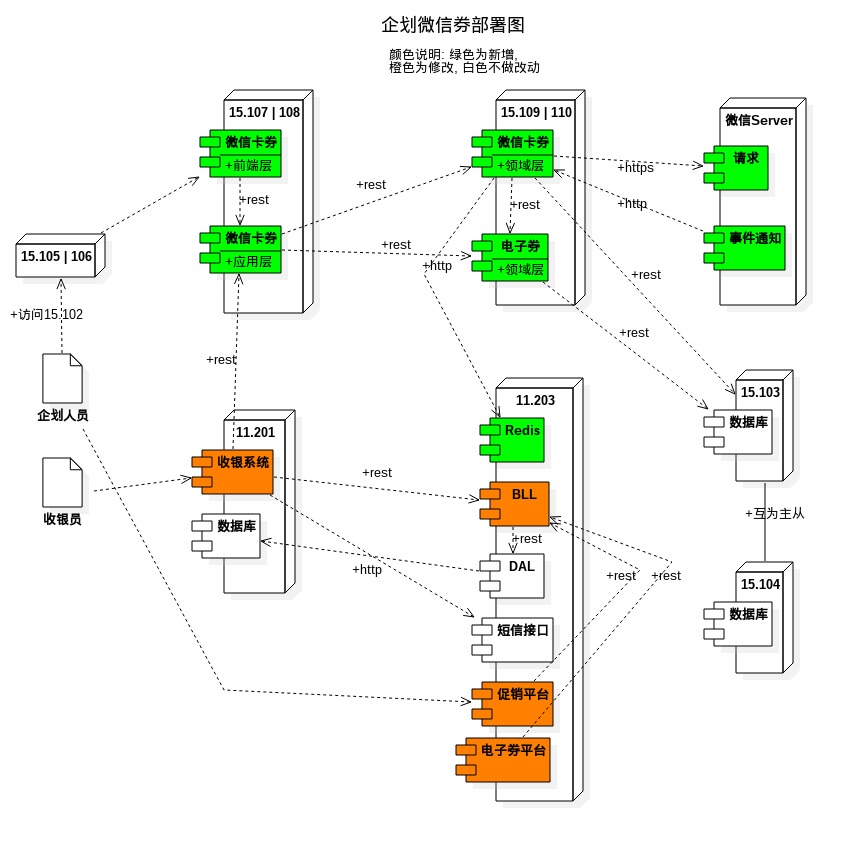 企划微信券部署图
颜色说明: 绿色为新增,
橙色为修改, 白色不做改动
15.107 | 108
微信卡券
+前端层
+rest
微信卡券
+应用层
15.109 | 110
微信卡券
+领域层
+rest
电子券
+领域层
微信Server
请求
事件通知
+https
+http
+rest
+rest
+http
+rest
+rest
15.105 | 106
+访问15.102
企划人员
收银员
+rest
11.201
收银系统
数据库
+rest
+http
11.203
Redis
BLL
+rest
DAL
短信接口
促销平台
电子券平台
+rest
+rest
15.103
数据库
+互为主从
15.104
数据库